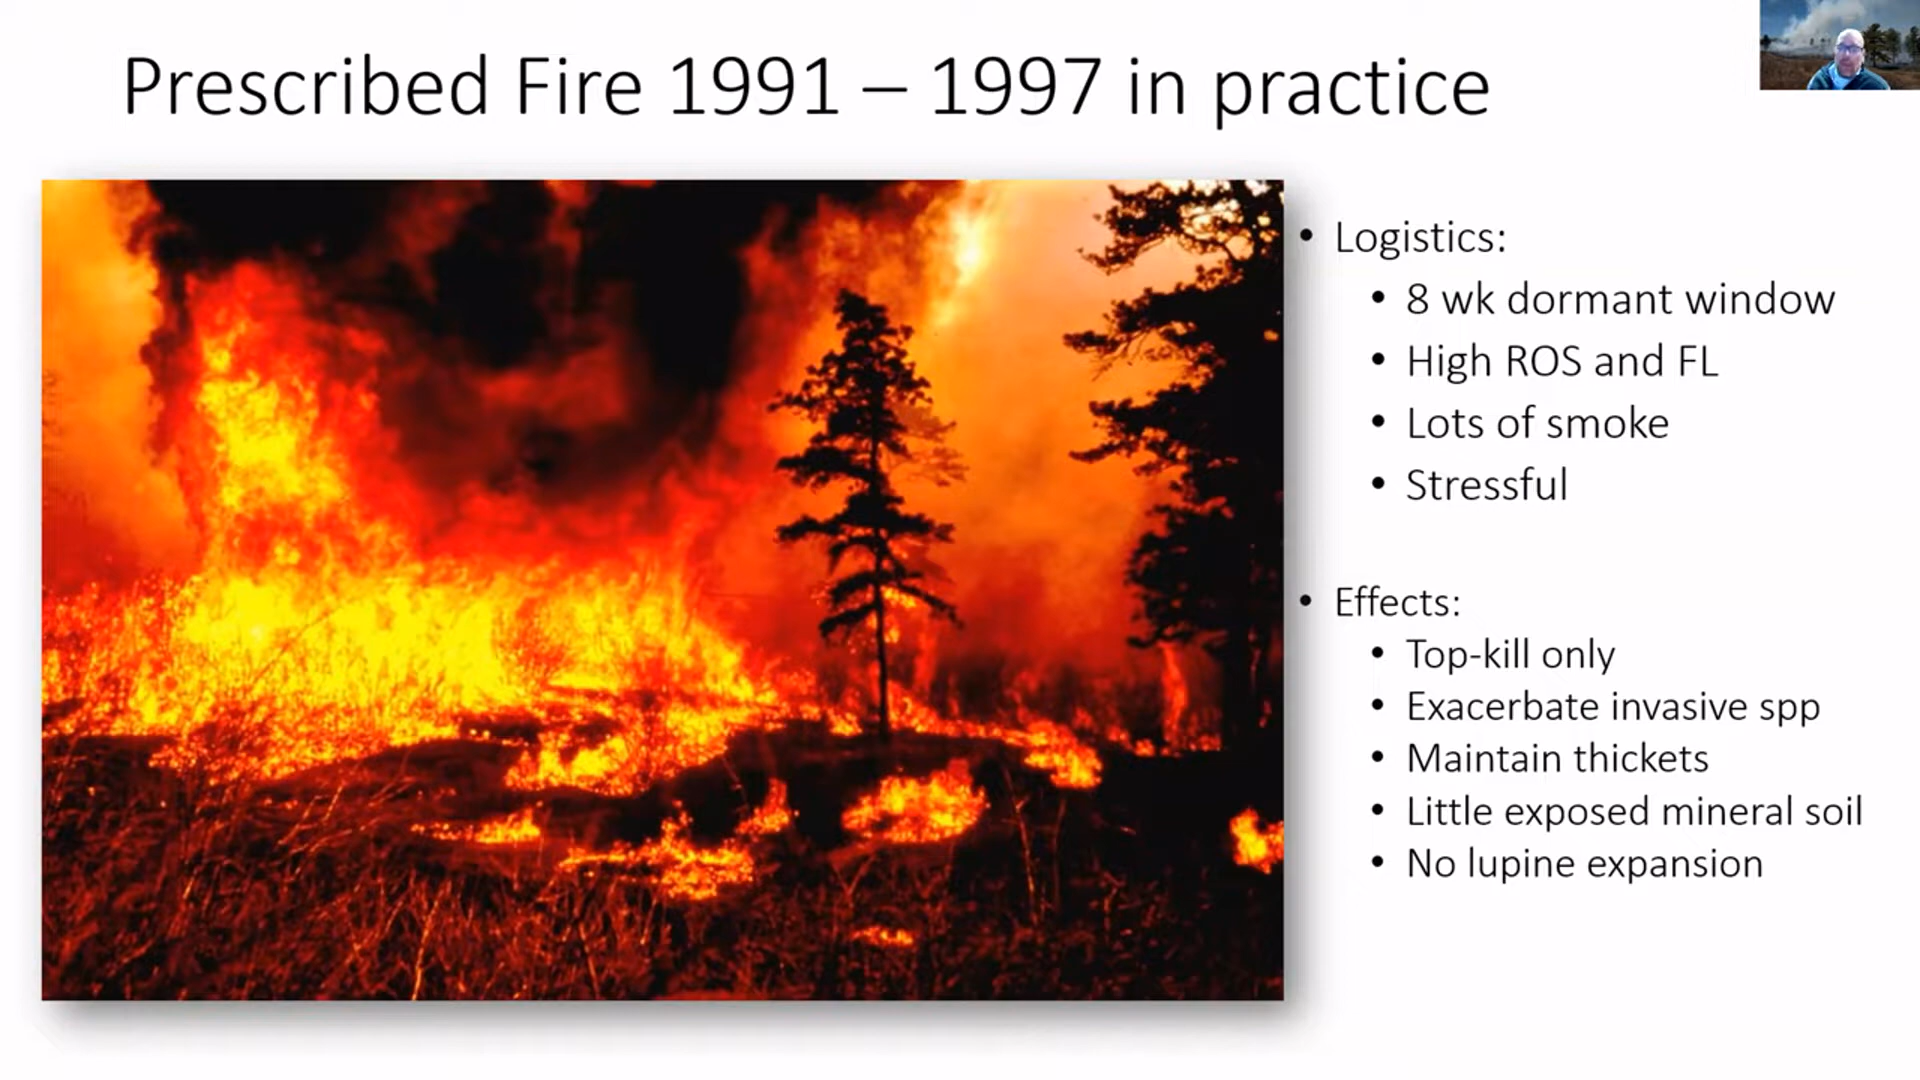 Prescribed Fire 1991 – 1997 in practice
• Logistics:
• 8 wk dormant window
• High ROS and FL
• Lots of smoke
• Stressful
• Effects:
• Top-kill only
• Exacerbate invasive spp
• Maintain thickets
• Little exposed mineral soil
• No lupine expansion